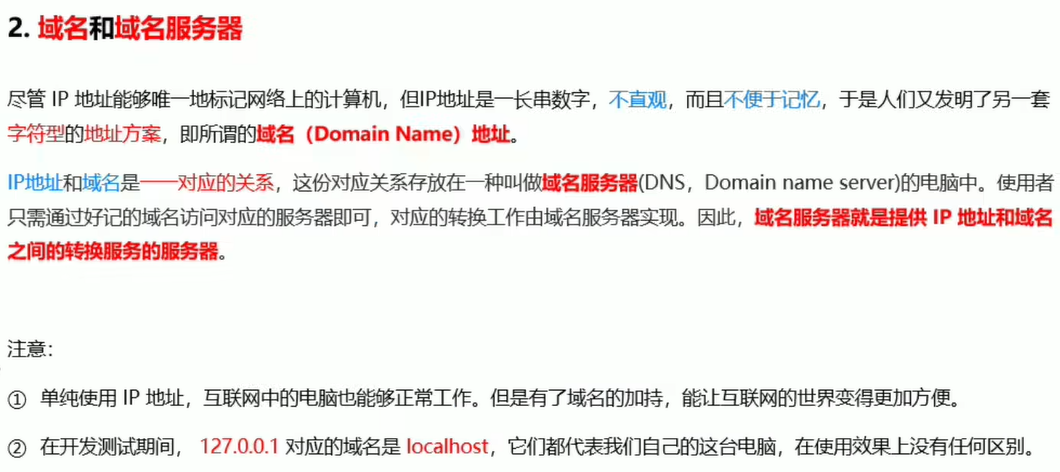 2. 域名和域名服务器
尽管 IP 地址能够唯一地标记网络上的计算机，但IP地址是一长串数字，不直观，而且不便于记忆，于是人们又发明了另一套
字符型的地址方案，即所谓的域名（Domain Name）地址。
IP地址和域名是一一对应的关系，这份对应关系存放在一种叫做域名服务器(DNS，Domain name server)的电脑中。使用者
只需通过好记的域名访问对应的服务器即可，对应的转换工作由域名服务器实现。因此，域名服务器就是提供 IP 地址和域名
之间的转换服务的服务器。
注意：
① 单纯使用 IP 地址，互联网中的电脑也能够正常工作。但是有了域名的加持，能让互联网的世界变得更加方便。
② 在开发测试期间， 127.0.0.1 对应的域名是 localhost，它们都代表我们自己的这台电脑，在使用效果上没有任何区别。